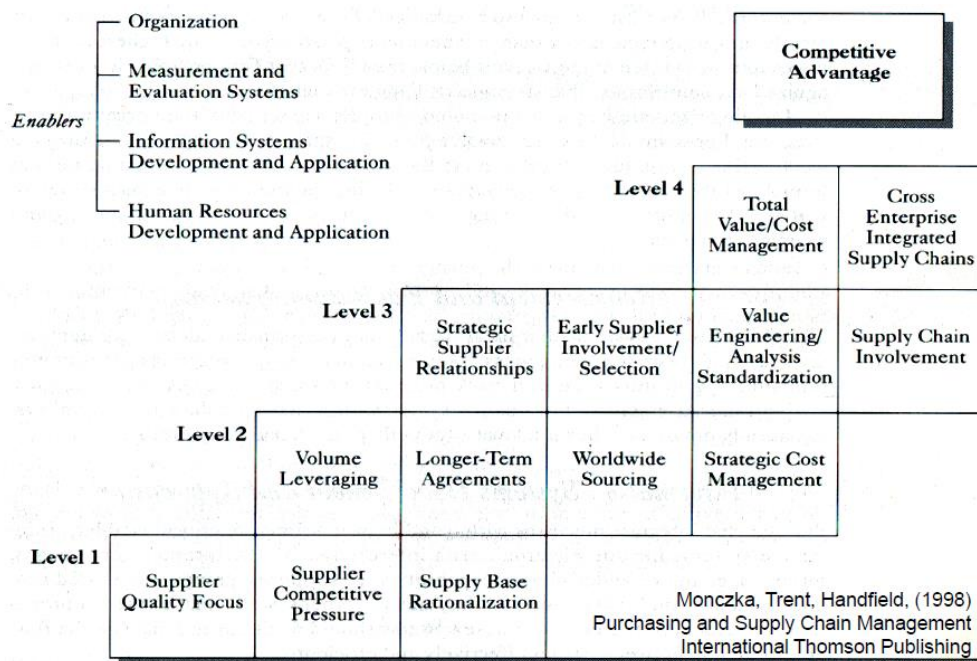 Organization
Measurement and
Evaluation Systems
Enablers
Information Systems
Development and Application
Human Resources
Development and Application
Competitive
Advantage
Level 4
Total
Value/Cost
Management
Cross
Enterprise
Integrated
Supply Chains
Level 3
Strategic
Supplier
Relationships
Early Supplier
Involvement/
Selection
Value
Engineering/
Analysis
Standardization
Supply Chain
Involvement
Level 2
Volume
Leveraging
Longer-Term
Agreements
Worldwide
Sourcing
Strategic Cost
Management
Level 1
Supplier
Quality Focus
Supplier
Competitive
Pressure
Supply Base
Rationalization
Monczka, Trent, Handfield, (1998)
Purchasing and Supply Chain Management
International Thomson Publishing